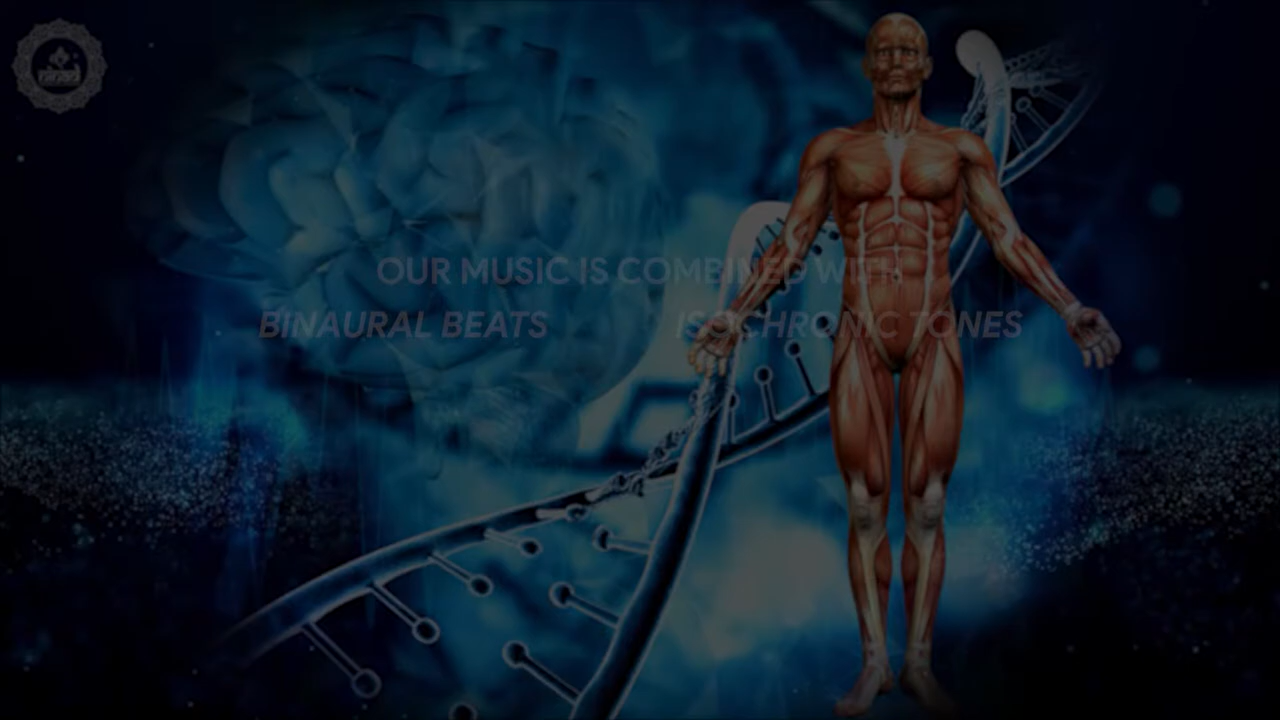 OUR MUSIC IS COMBINED WITH
BINAURAL BEATS ISOCHRONIC TONES